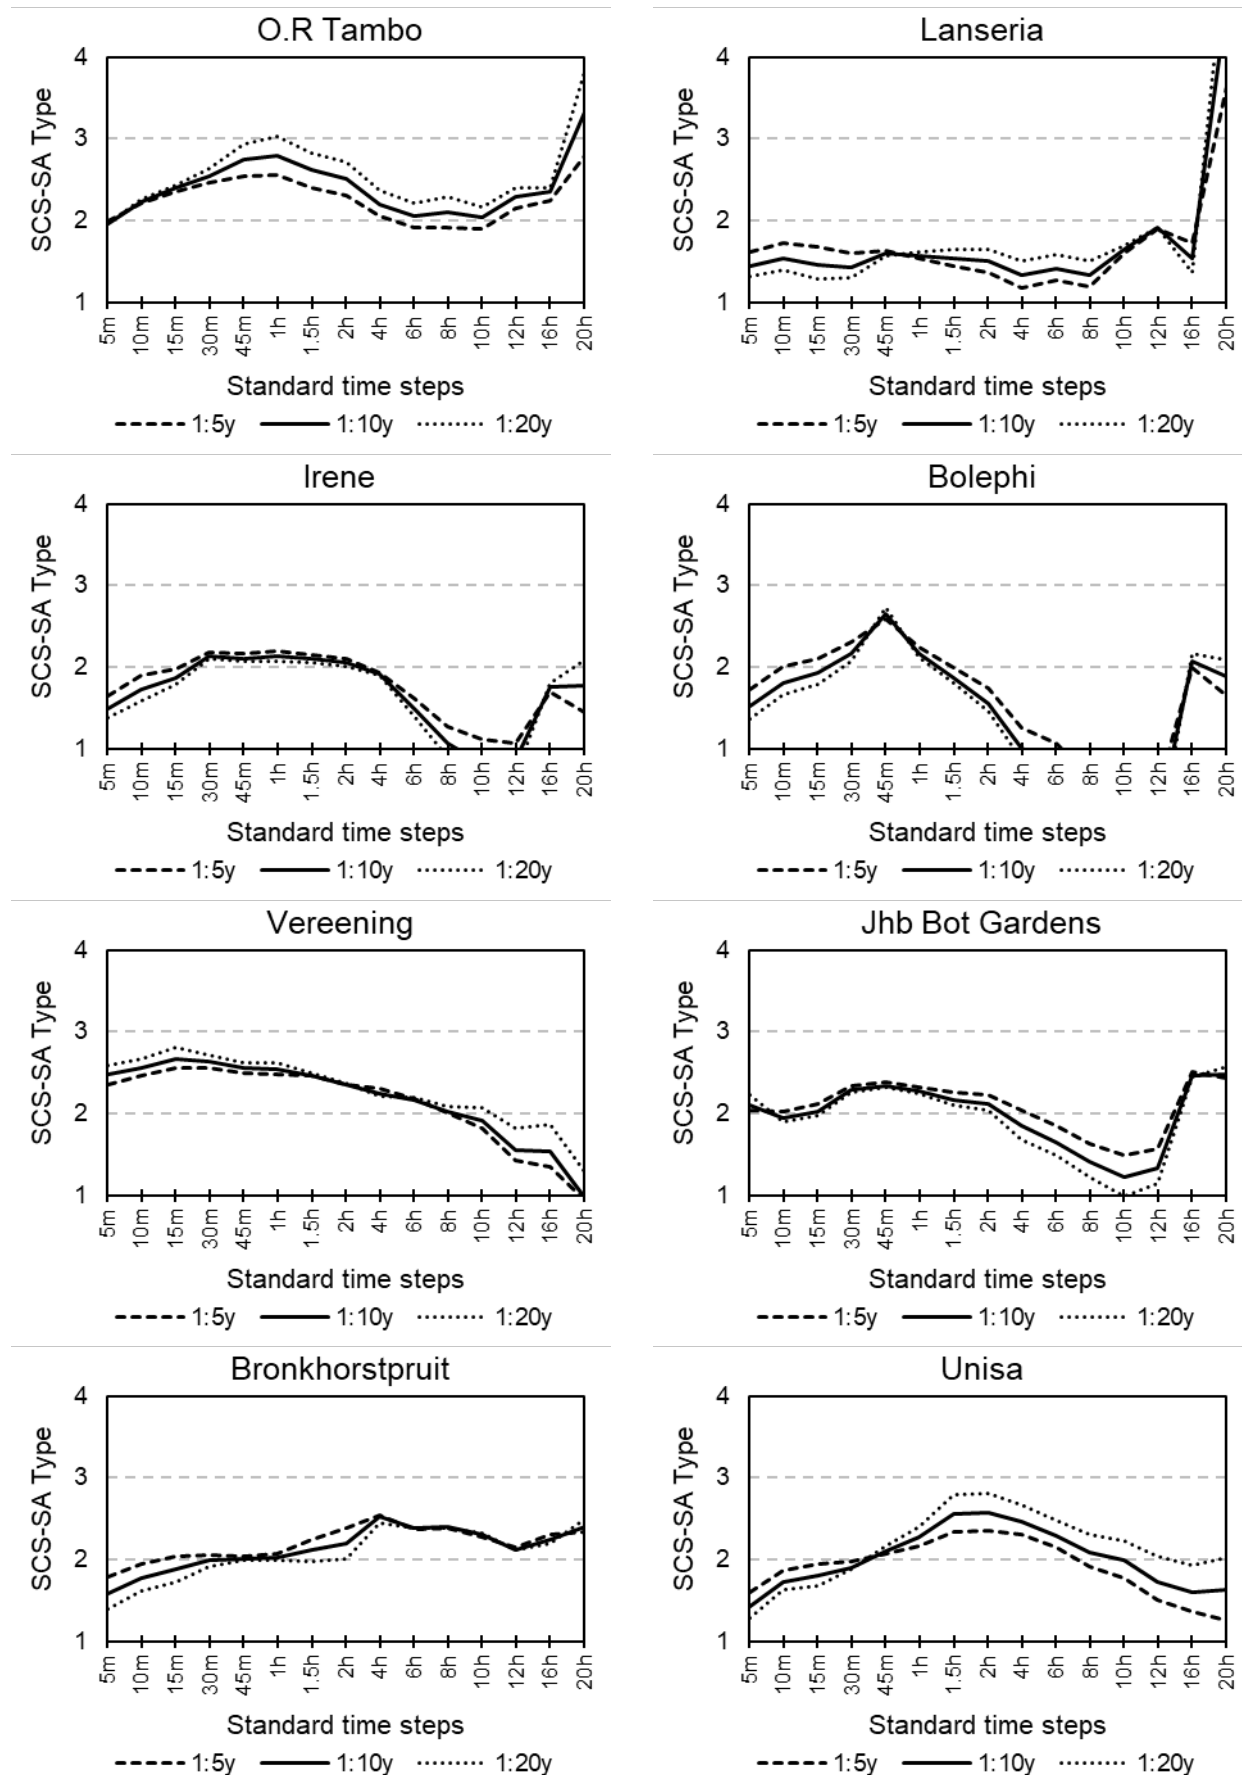 O.R Tambo
SCS-SA Type
4
3
2
1
5m 10m 15m 30m 45m 1h 1.5h 2h 4h 6h 8h 10h 12h 16h 20h
Standard time steps
1:5y 1:10y 1:20y
Lanseria
SCS-SA Type
4
3
2
1
5m 10m 15m 30m 45m 1h 1.5h 2h 4h 6h 8h 10h 12h 16h 20h
Standard time steps
1:5y 1:10y 1:20y
Irene
SCS-SA Type
4
3
2
1
5m 10m 15m 30m 45m 1h 1.5h 2h 4h 6h 8h 10h 12h 16h 20h
Standard time steps
1:5y 1:10y 1:20y
Bolephi
SCS-SA Type
4
3
2
1
5m 10m 15m 30m 45m 1h 1.5h 2h 4h 6h 8h 10h 12h 16h 20h
Standard time steps
1:5y 1:10y 1:20y
Vereening
SCS-SA Type
4
3
2
1
5m 10m 15m 30m 45m 1h 1.5h 2h 4h 6h 8h 10h 12h 16h 20h
Standard time steps
1:5y 1:10y 1:20y
Jhb Bot Gardens
SCS-SA Type
4
3
2
1
5m 10m 15m 30m 45m 1h 1.5h 2h 4h 6h 8h 10h 12h 16h 20h
Standard time steps
1:5y 1:10y 1:20y
Bronkhorstpruit
SCS-SA Type
4
3
2
1
5m 10m 15m 30m 45m 1h 1.5h 2h 4h 6h 8h 10h 12h 16h 20h
Standard time steps
1:5y 1:10y 1:20y
Unisa
SCS-SA Type
4
3
2
1
5m 10m 15m 30m 45m 1h 1.5h 2h 4h 6h 8h 10h 12h 16h 20h
Standard time steps
1:5y 1:10y 1:20y